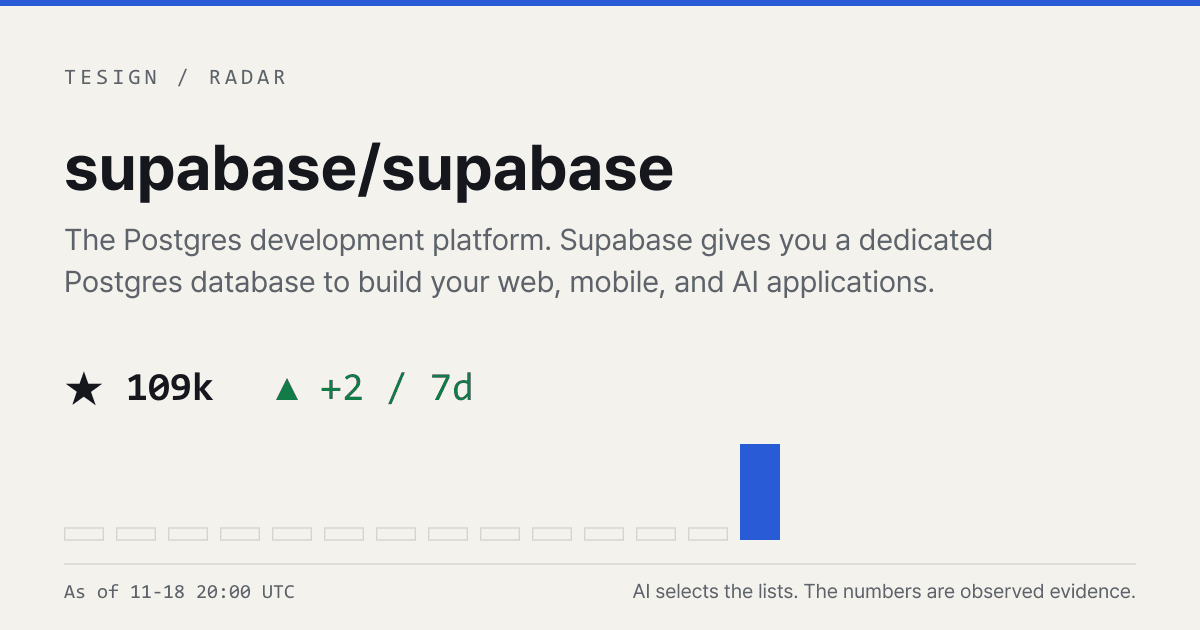 TESIGN / RADAR
supabase/supabase
The Postgres development platform. Supabase gives you a dedicated
Postgres database to build your web, mobile, and AI applications.
★ 109k ▲ +2 / 7d
As of 11-18 20:00 UTC
AI selects the lists. The numbers are observed evidence.